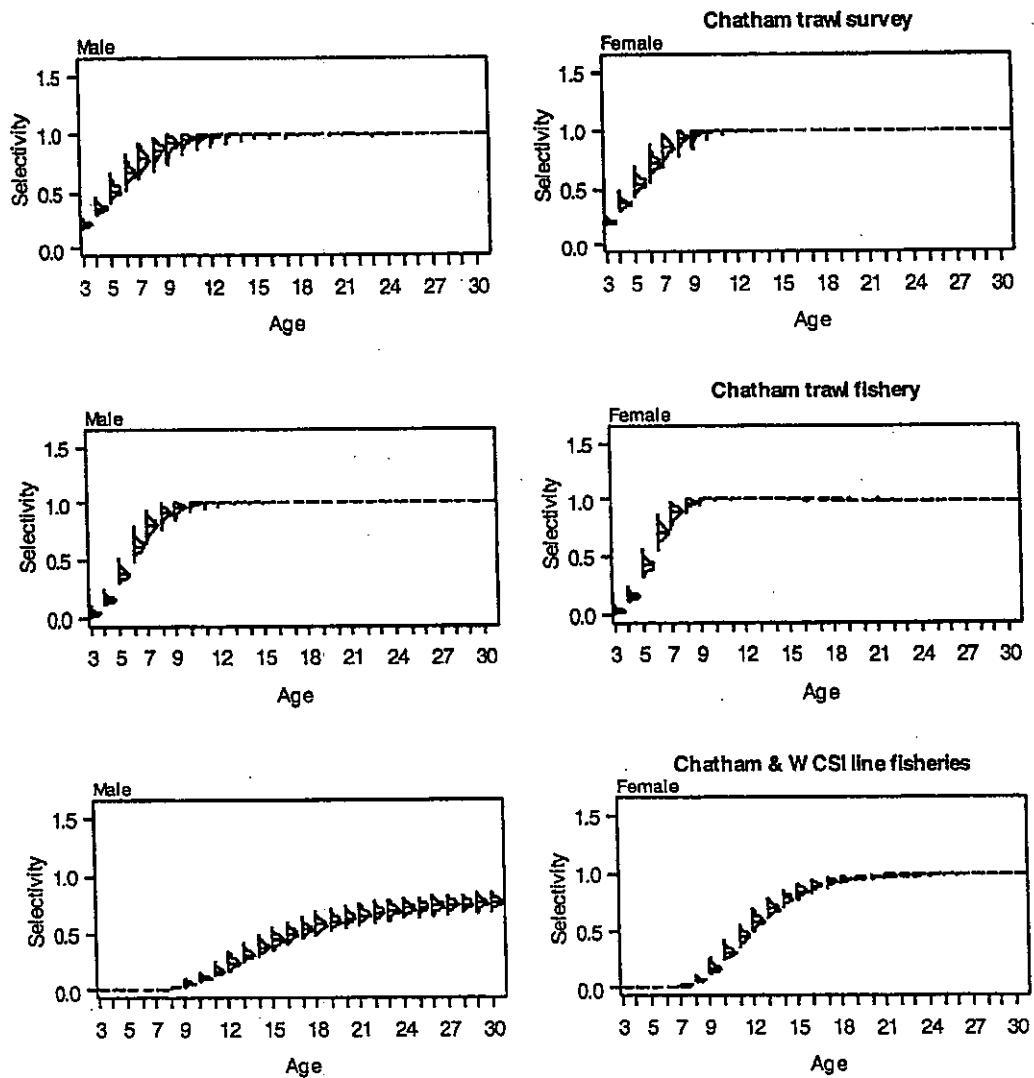 Chatham trawl survey
Male
Female
1.5
1.0
0.5
0.0
Selectivity
3 5 7 9 12 15 18 21 24 27 30
Age
1.5
1.0
0.5
0.0
Selectivity
3 5 7 9 12 15 18 21 24 27 30
Age
Chatham trawl fishery
Male
Female
1.5
1.0
0.5
0.0
Selectivity
3 5 7 9 12 15 18 21 24 27 30
Age
1.5
1.0
0.5
0.0
Selectivity
3 5 7 9 12 15 18 21 24 27 30
Age
Chatham & WCSI line fisheries
Male
Female
1.5
1.0
0.5
0.0
Selectivity
3 5 7 9 12 15 18 21 24 27 30
Age
1.5
1.0
0.5
0.0
Selectivity
3 5 7 9 12 15 18 21 24 27 30
Age